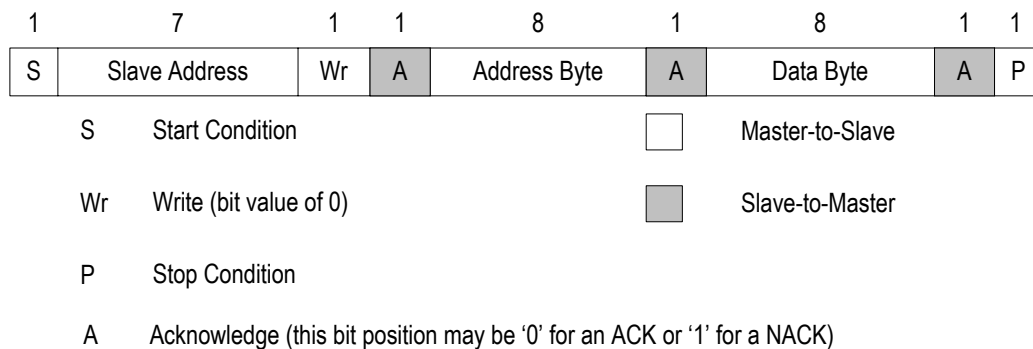 1 7 1 1 8 1 8 1 1
S Slave Address Wr A Address Byte A Data Byte A P
S Start Condition Master-to-Slave
Wr Write (bit value of 0) Slave-to-Master
P Stop Condition
A Acknowledge (this bit position may be ‘0’ for an ACK or ‘1’ for a NACK)